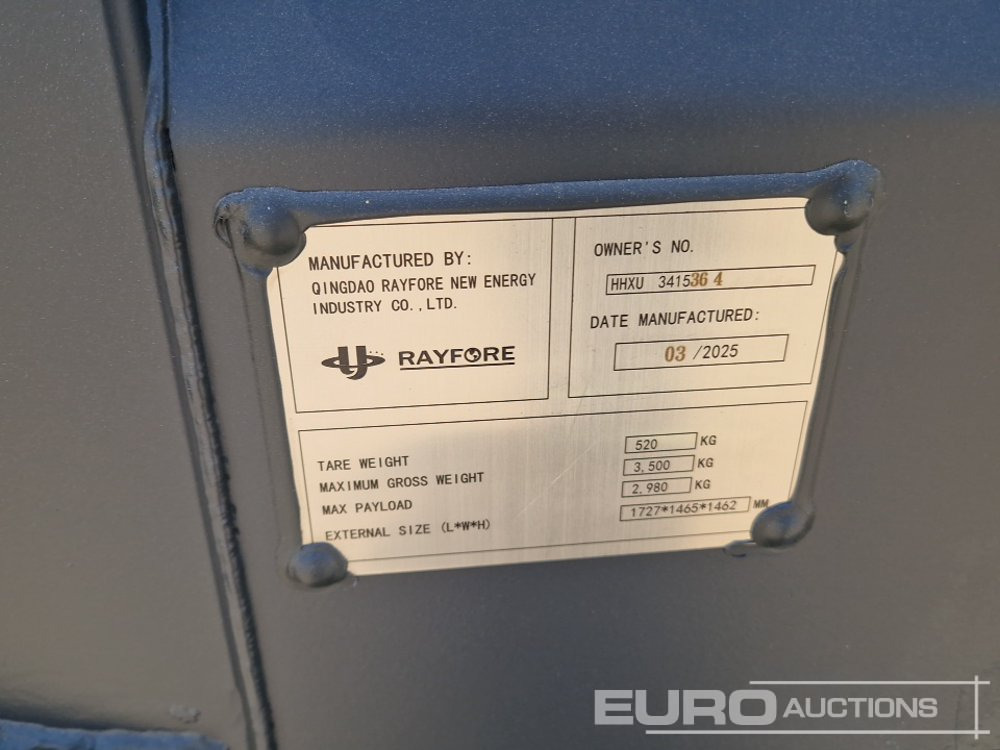 MANUFACTURED BY:
QINGDAO RAYFORE NEW ENERGY
INDUSTRY CO.,LTD.
RAYFORE
OWNER'S NO.
HHXU 341536 4
DATE MANUFACTURED:
03 /2025
TARE WEIGHT 520 KG
MAXIMUM GROSS WEIGHT 3,500 KG
MAX PAYLOAD 2,980 KG
EXTERNAL SIZE (L*W*H) 1727*1465*1462 MM
EURO AUCTIONS